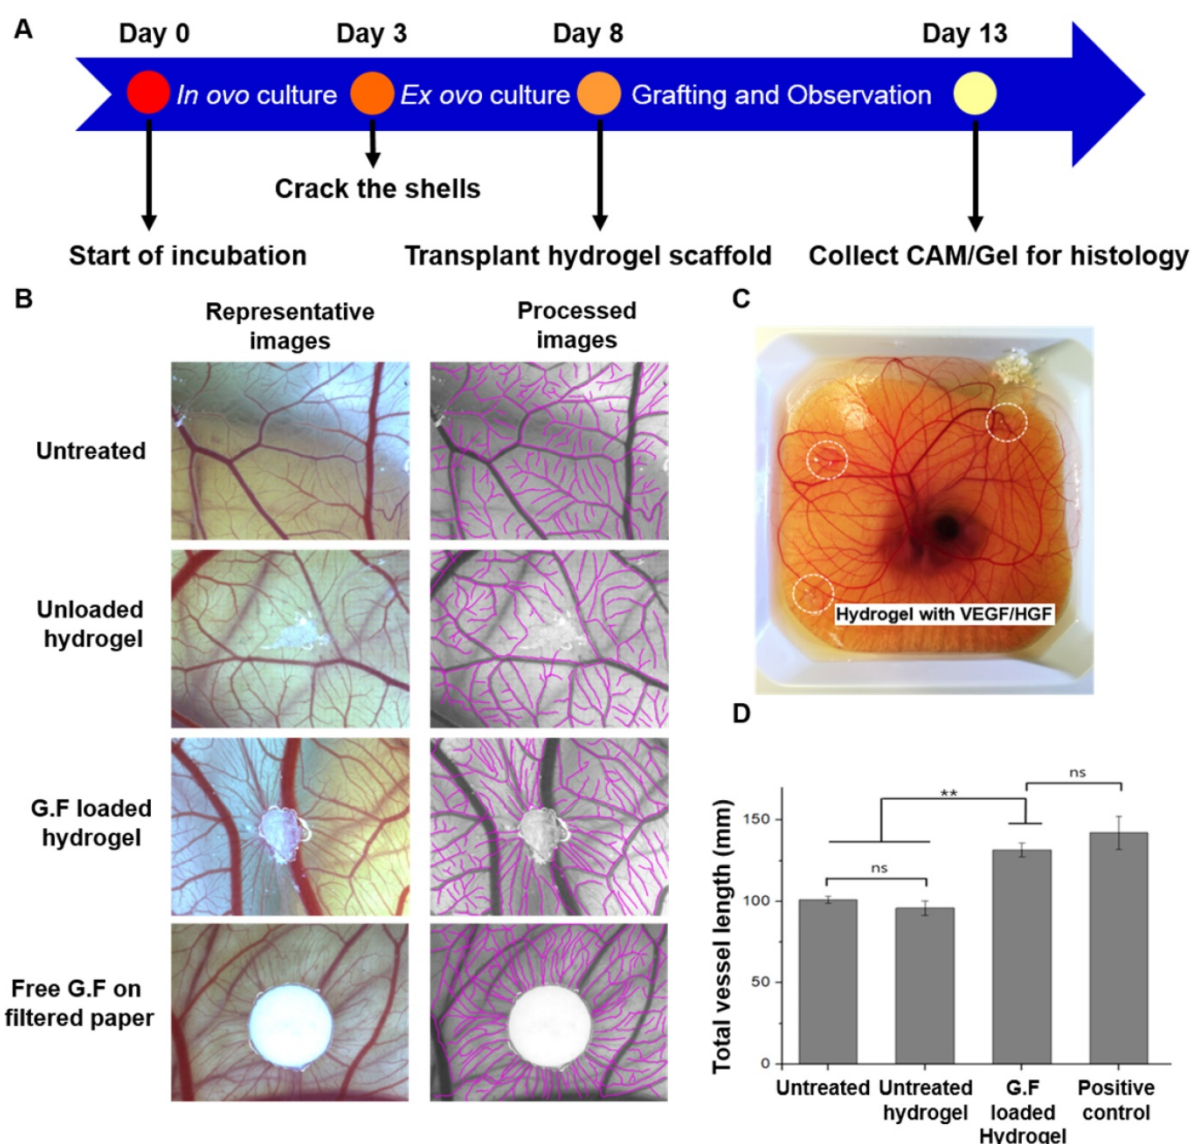 A
Day 0
Day 3
Day 8
Day 13
In ovo culture
Ex ovo culture
Grafting and Observation
Crack the shells
Start of incubation
Transplant hydrogel scaffold
Collect CAM/Gel for histology
B
Representative
images
Processed
images
Untreated
Unloaded
hydrogel
G.F loaded
hydrogel
Free G.F on
filtered paper
C
Hydrogel with VEGF/HGF
D
Total vessel length (mm)
150
100
50
0
ns
**
ns
Untreated
Untreated
hydrogel
G.F
loaded
Hydrogel
Positive
control